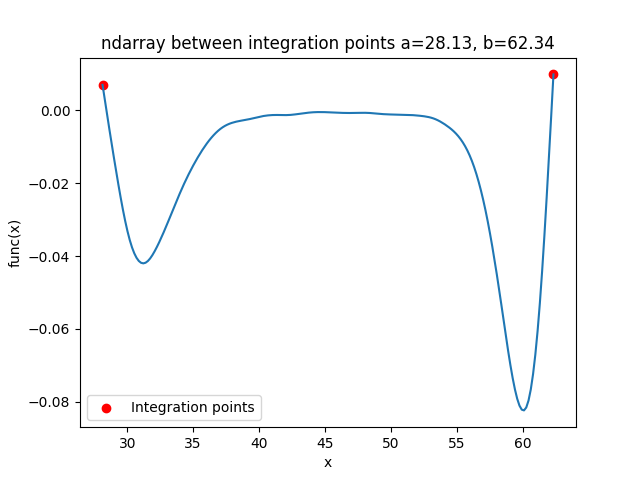 ndarray between integration points a=28.13, b=62.34
0.00
−0.02
−0.04
−0.06
−0.08
func(x)
Integration points
30 35 40 45 50 55 60
x